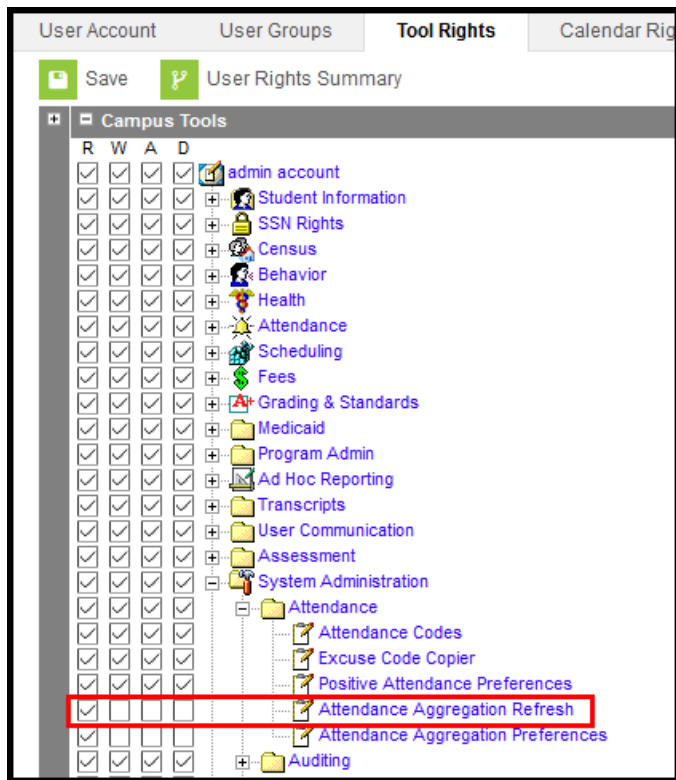 User Account User Groups Tool Rights Calendar Rig
Save User Rights Summary
Campus Tools
R W A D
admin account
Student Information
SSN Rights
Census
Behavior
Health
Attendance
Scheduling
Fees
Grading & Standards
Medicaid
Program Admin
Ad Hoc Reporting
Transcripts
User Communication
Assessment
System Administration
Attendance
Attendance Codes
Excuse Code Copier
Positive Attendance Preferences
Attendance Aggregation Refresh
Attendance Aggregation Preferences
Auditing